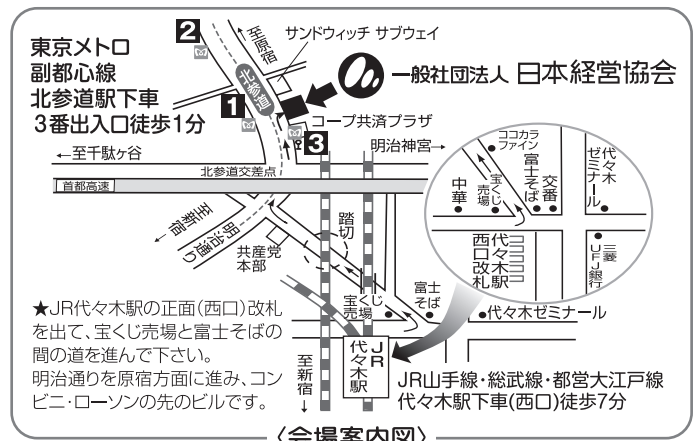 東京メトロ
副都心線
北参道駅下車
3番出入口徒歩1分
2
至原宿
サンドウィッチ サブウェイ
北参道
1
一般社団法人 日本経営協会
コープ共済プラザ
3
←至千駄ヶ谷
明治神宮→
北参道交差点
首都高速
至新宿
明治通り
共産党
本部
踏切
宝くじ
売場
富士
そば
代々木ゼミナール
ココカラ
ファイン
中華
宝くじ
売場
富士そば
交番
代々木
ゼミナール
代々木駅
西口改札
三菱
UFJ銀行
★JR代々木駅の正面(西口)改札
を出て、宝くじ売場と富士そばの
間の道を進んで下さい。
明治通りを原宿方面に進み、コン
ビニ・ローソンの先のビルです。
至新宿
↓
JR
代々木駅
JR山手線・総武線・都営大江戸線
代々木駅下車(西口)徒歩7分
〈会場案内図〉